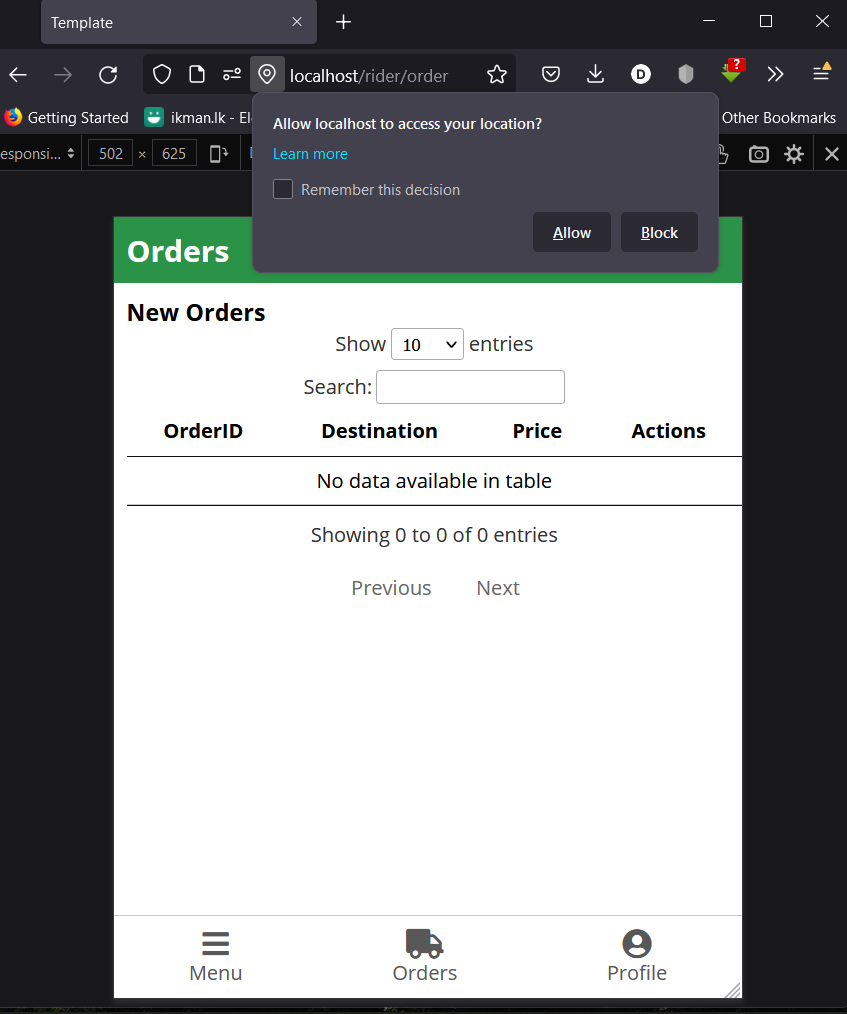 Template
localhost/rider/order
Getting Started
ikman.lk - El
Other Bookmarks
Allow localhost to access your location?
Learn more
Remember this decision
Allow
Block
esponsi...
502 × 625
Orders
New Orders
Show 10 entries
Search:
OrderID Destination Price Actions
No data available in table
Showing 0 to 0 of 0 entries
Previous Next
Menu Orders Profile